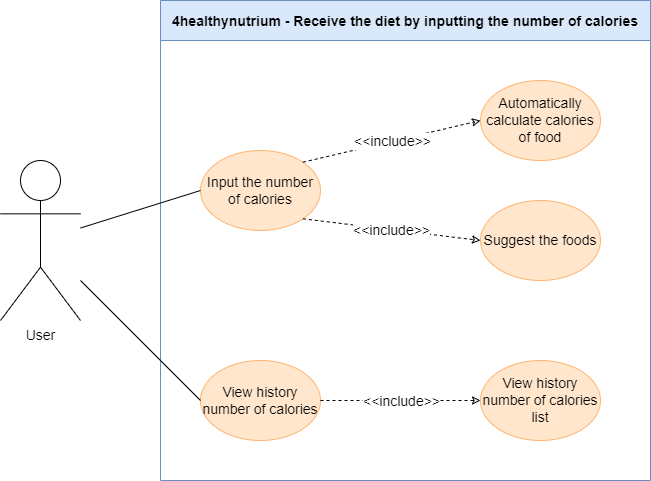 4healthynutrium - Receive the diet by inputting the number of calories
Automatically
calculate calories
of food
<<include>>
Input the number
of calories
<<include>>
Suggest the foods
User
View history
number of calories
<<include>>
View history
number of calories
list